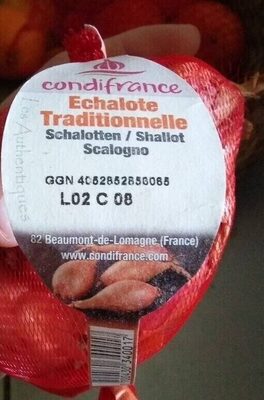 condifrance
Echalote
Traditionnelle
Schalotten / Shallot
Scalogno
Les Authentiques
GGN 4052852858065
L02 C 08
82 Beaumont-de-Lomagne (France)
www.condifrance.com